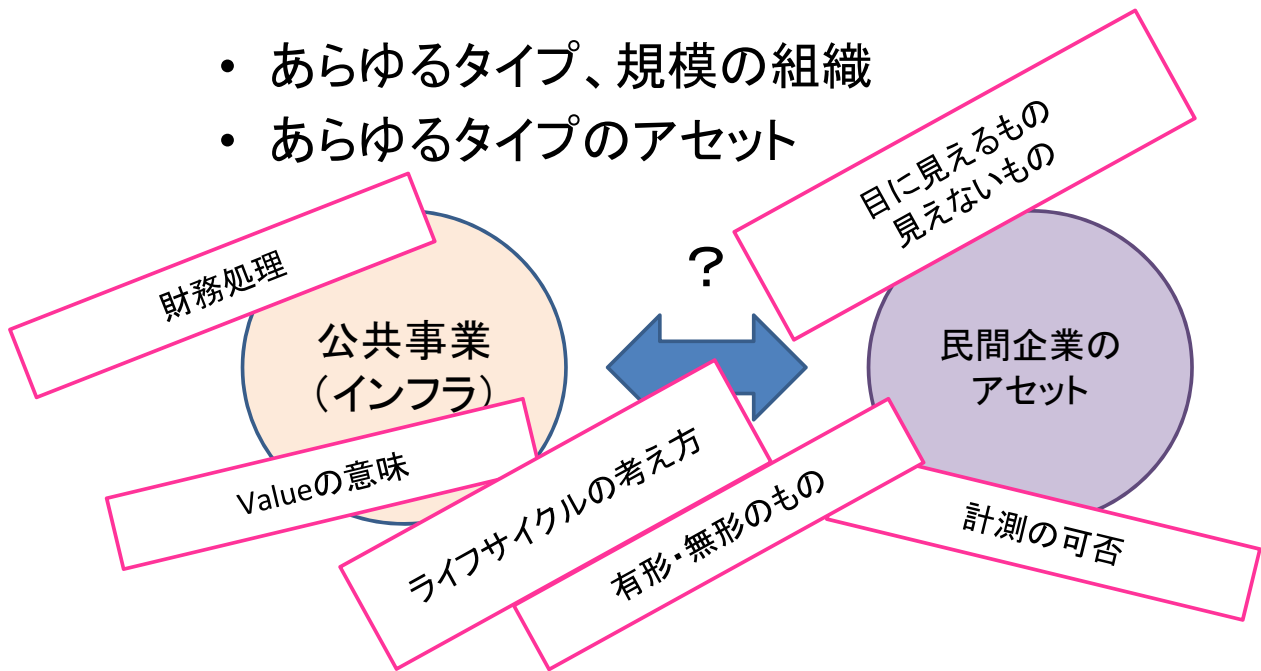 • あらゆるタイプ、規模の組織
• あらゆるタイプのアセット
目に見えるもの
見えないもの
財務処理
?
公共事業
(インフラ)
民間企業の
アセット
Valueの意味
ライフサイクルの考え方
有形・無形のもの
計測の可否